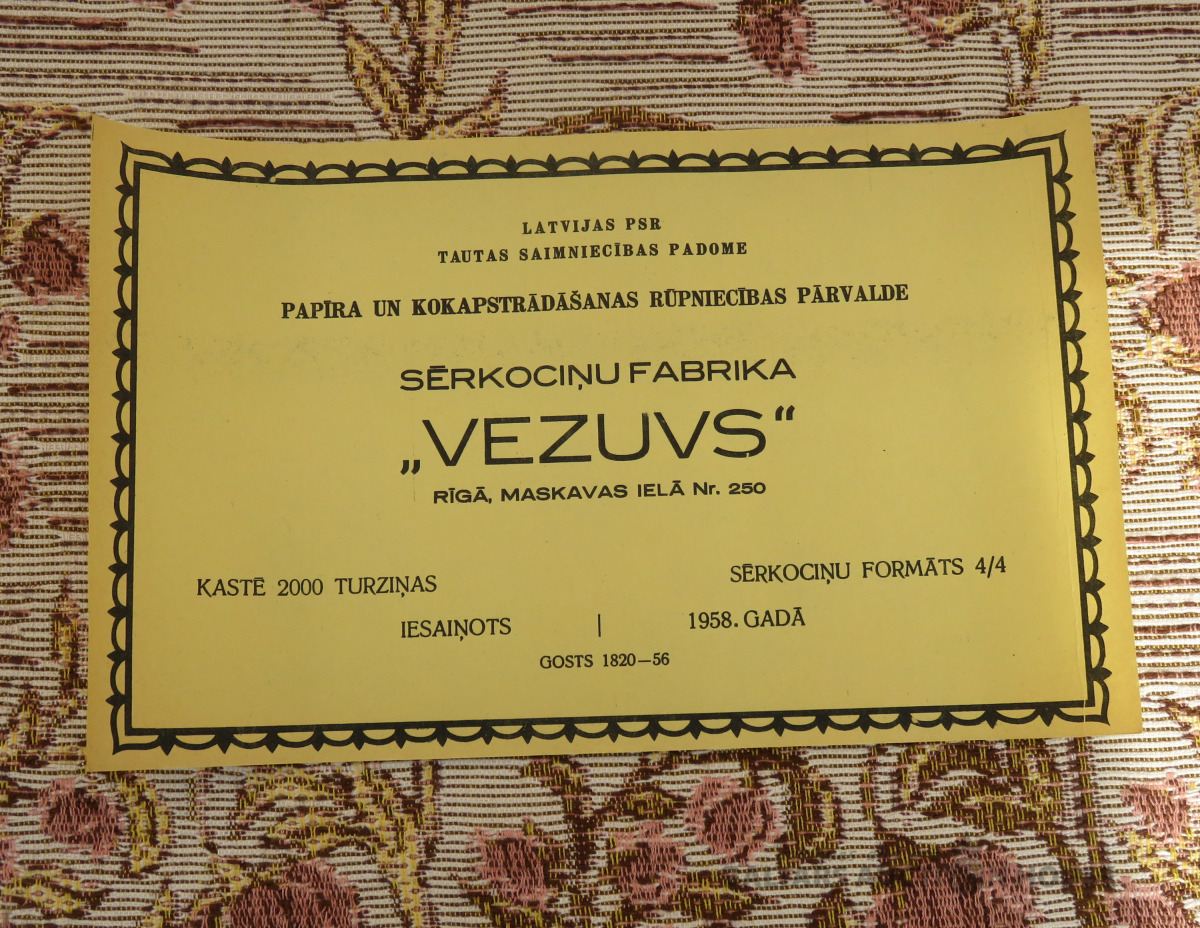 LATVIJAS PSR
TAUTAS SAIMNIECĪBAS PADOME
PAPĪRA UN KOKAPSTRĀDĀŠANAS RŪPNIECĪBAS PĀRVALDE
SĒRKOCIŅU FABRIKA
„VEZUVS“
RĪGĀ, MASKAVAS IELĀ Nr. 250
ĶASTĒ 2000 TURZIŅAS
SĒRKOCIŅU FORMĀTS 4/4
IESAIŅOTS | 1958. GADĀ
GOSTS 1820—56